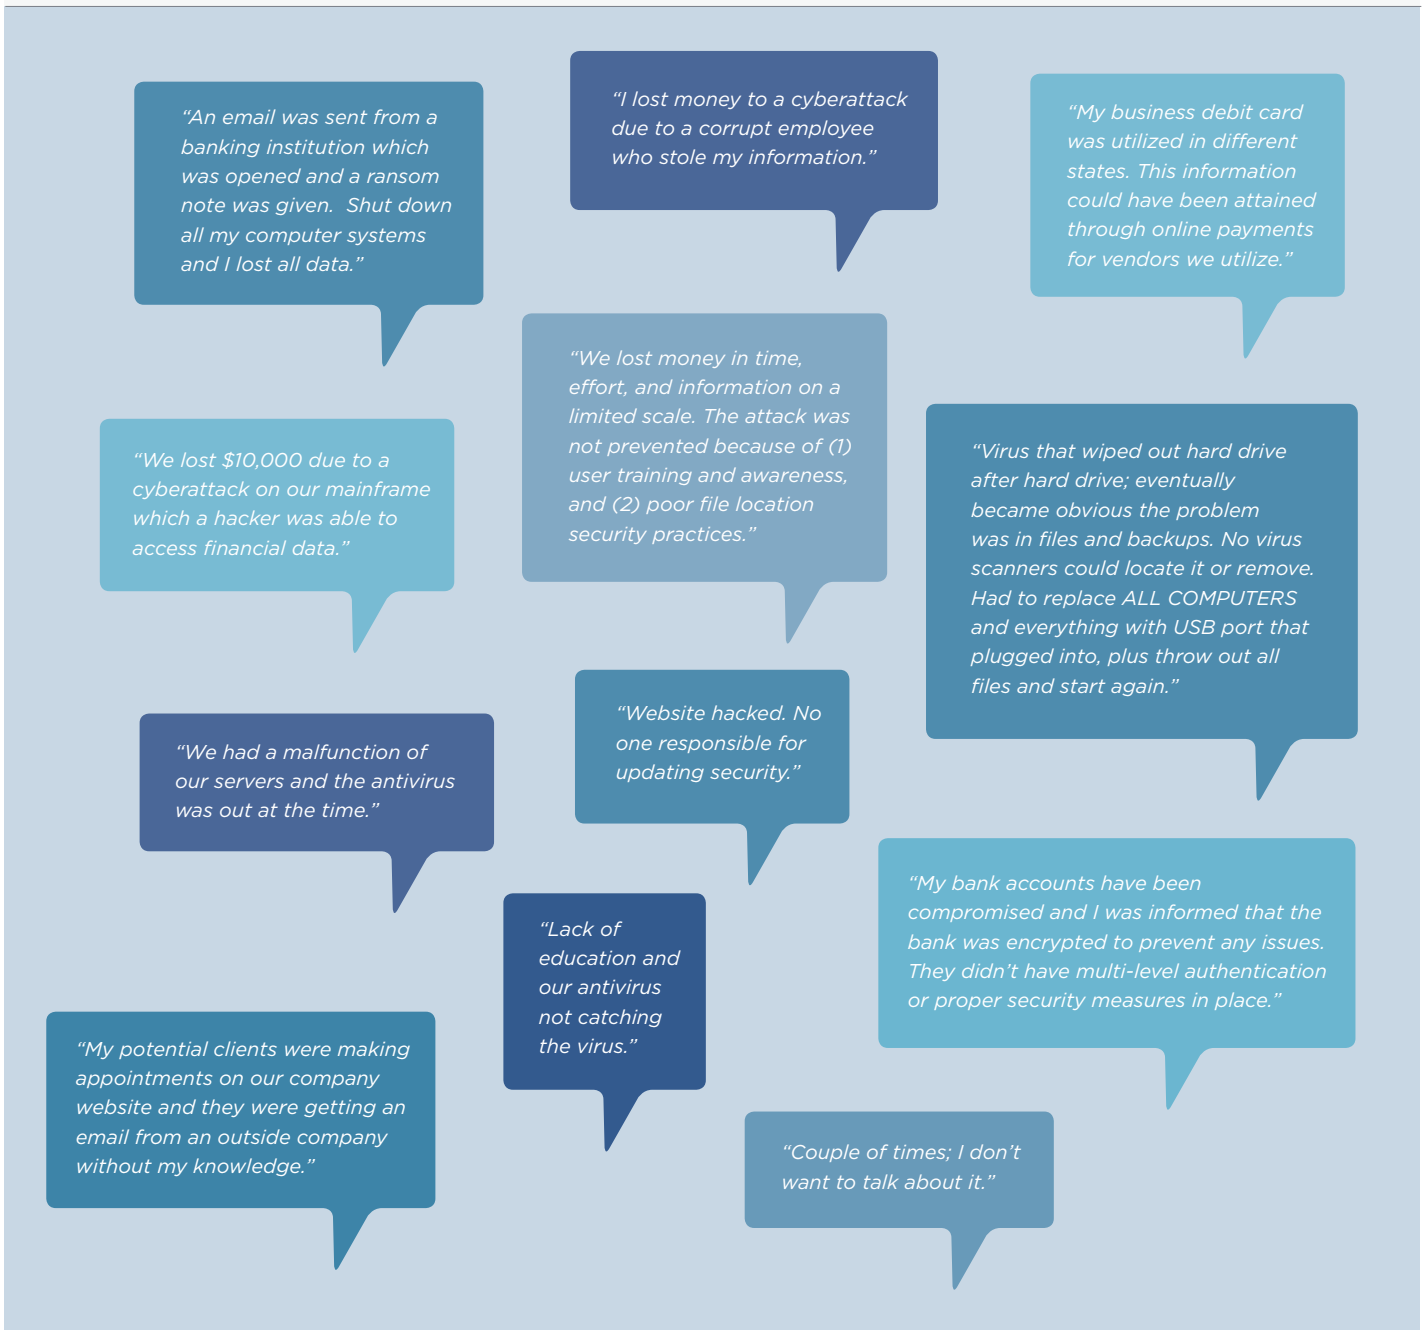 “An email was sent from a
banking institution which
was opened and a ransom
note was given.  Shut down
all my computer systems
and I lost all data.”
“I lost money to a cyberattack
due to a corrupt employee
who stole my information.”
“My business debit card
was utilized in different
states. This information
could have been attained
through online payments
for vendors we utilize.”
“We lost money in time,
effort, and information on a
limited scale. The attack was
not prevented because of (1)
user training and awareness,
and (2) poor file location
security practices.”
“We lost $10,000 due to a
cyberattack on our mainframe
which a hacker was able to
access financial data.”
“Virus that wiped out hard drive
after hard drive; eventually
became obvious the problem
was in files and backups. No virus
scanners could locate it or remove.
Had to replace ALL COMPUTERS
and everything with USB port that
plugged into, plus throw out all
files and start again.”
“Website hacked. No
one responsible for
updating security.”
“We had a malfunction of
our servers and the antivirus
was out at the time.”
“My bank accounts have been
compromised and I was informed that the
bank was encrypted to prevent any issues.
They didn’t have multi-level authentication
or proper security measures in place.”
“Lack of
education and
our antivirus
not catching
the virus.”
“My potential clients were making
appointments on our company
website and they were getting an
email from an outside company
without my knowledge.”
“Couple of times; I don’t
want to talk about it.”